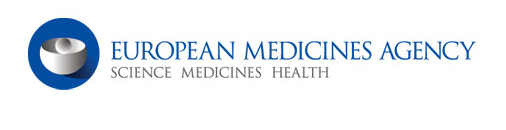 EUROPEAN MEDICINES AGENCY
SCIENCE MEDICINES HEALTH